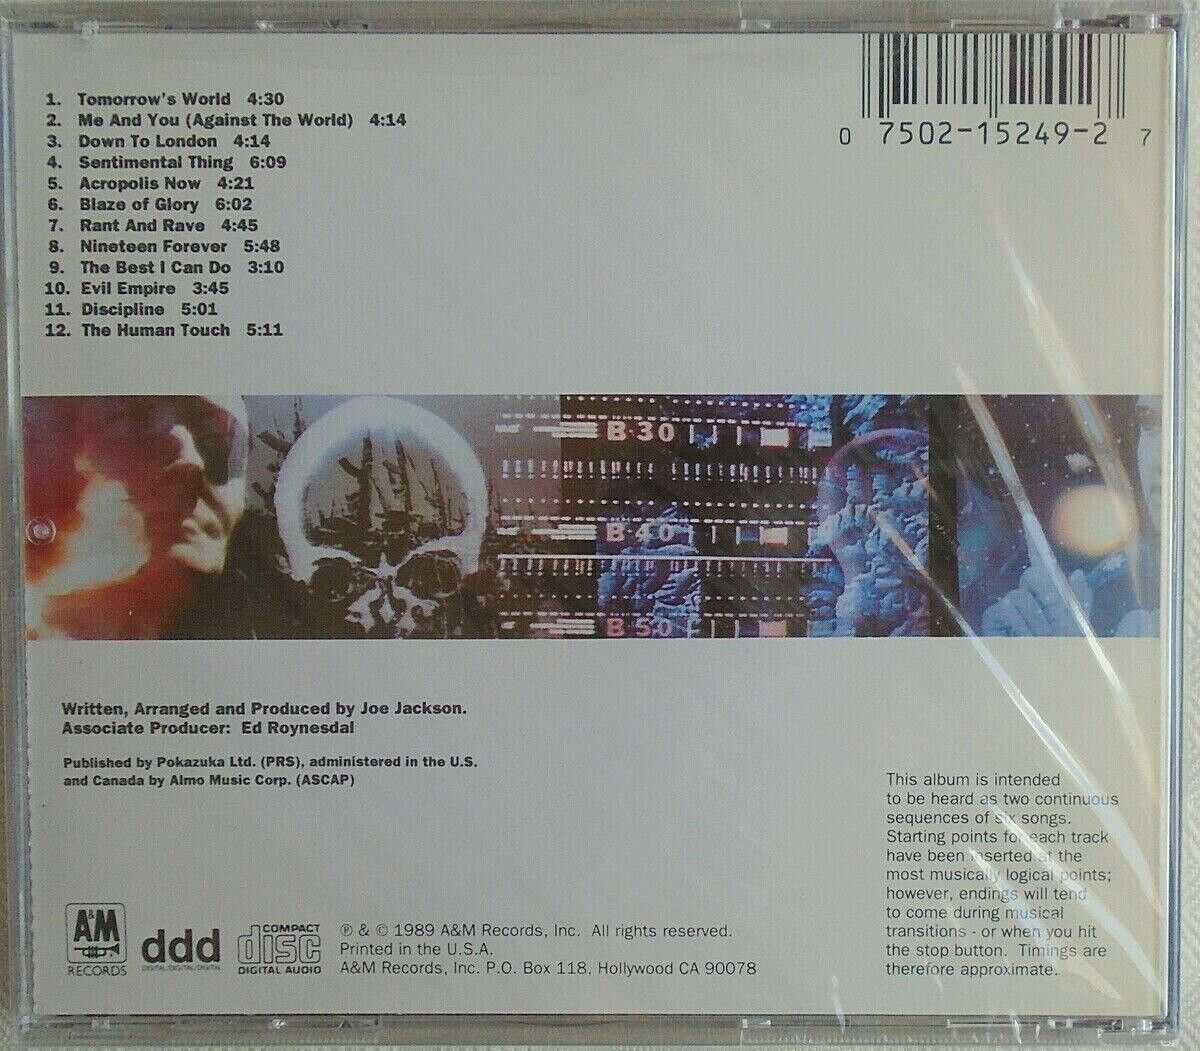 1. Tomorrow's World 4:30
2. Me And You (Against The World) 4:14
3. Down To London 4:14
4. Sentimental Thing 6:09
5. Acropolis Now 4:21
6. Blaze of Glory 6:02
7. Rant And Rave 4:45
8. Nineteen Forever 5:48
9. The Best I Can Do 3:10
10. Evil Empire 3:45
11. Discipline 5:01
12. The Human Touch 5:11
0 7502-15249-2 7
B 30
B 40
B 50
Written, Arranged and Produced by Joe Jackson.
Associate Producer: Ed Roynesdal
Published by Pokazuka Ltd. (PRS), administered in the U.S.
and Canada by Almo Music Corp. (ASCAP)
This album is intended
to be heard as two continuous
sequences of six songs.
Starting points for each track
have been inserted at the
most musically logical points;
however, endings will tend
to come during musical
transitions - or when you hit
the stop button. Timings are
therefore approximate.
A&M
RECORDS
ddd
DIGITAL/DIGITAL/DIGITAL
COMPACT
disc
DIGITAL AUDIO
℗ & © 1989 A&M Records, Inc. All rights reserved.
Printed in the U.S.A.
A&M Records, Inc. P.O. Box 118, Hollywood CA 90078